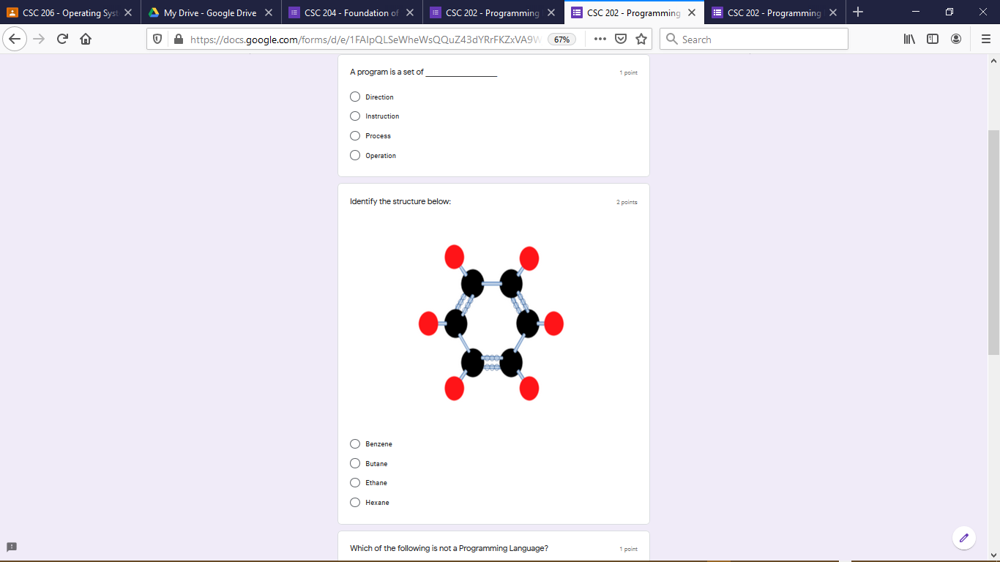 CSC 206 - Operating Syst
My Drive - Google Drive
CSC 204 - Foundation of
CSC 202 - Programming
CSC 202 - Programming
CSC 202 - Programming
https://docs.google.com/forms/d/e/1FAIpQLSeWheWsQQuZ43dYRrFKZxVA9W
67%
Search
A program is a set of ___________________
1 point
Direction
Instruction
Process
Operation
Identify the structure below:
2 points
Benzene
Butane
Ethane
Hexane
Which of the following is not a Programming Language?
1 point